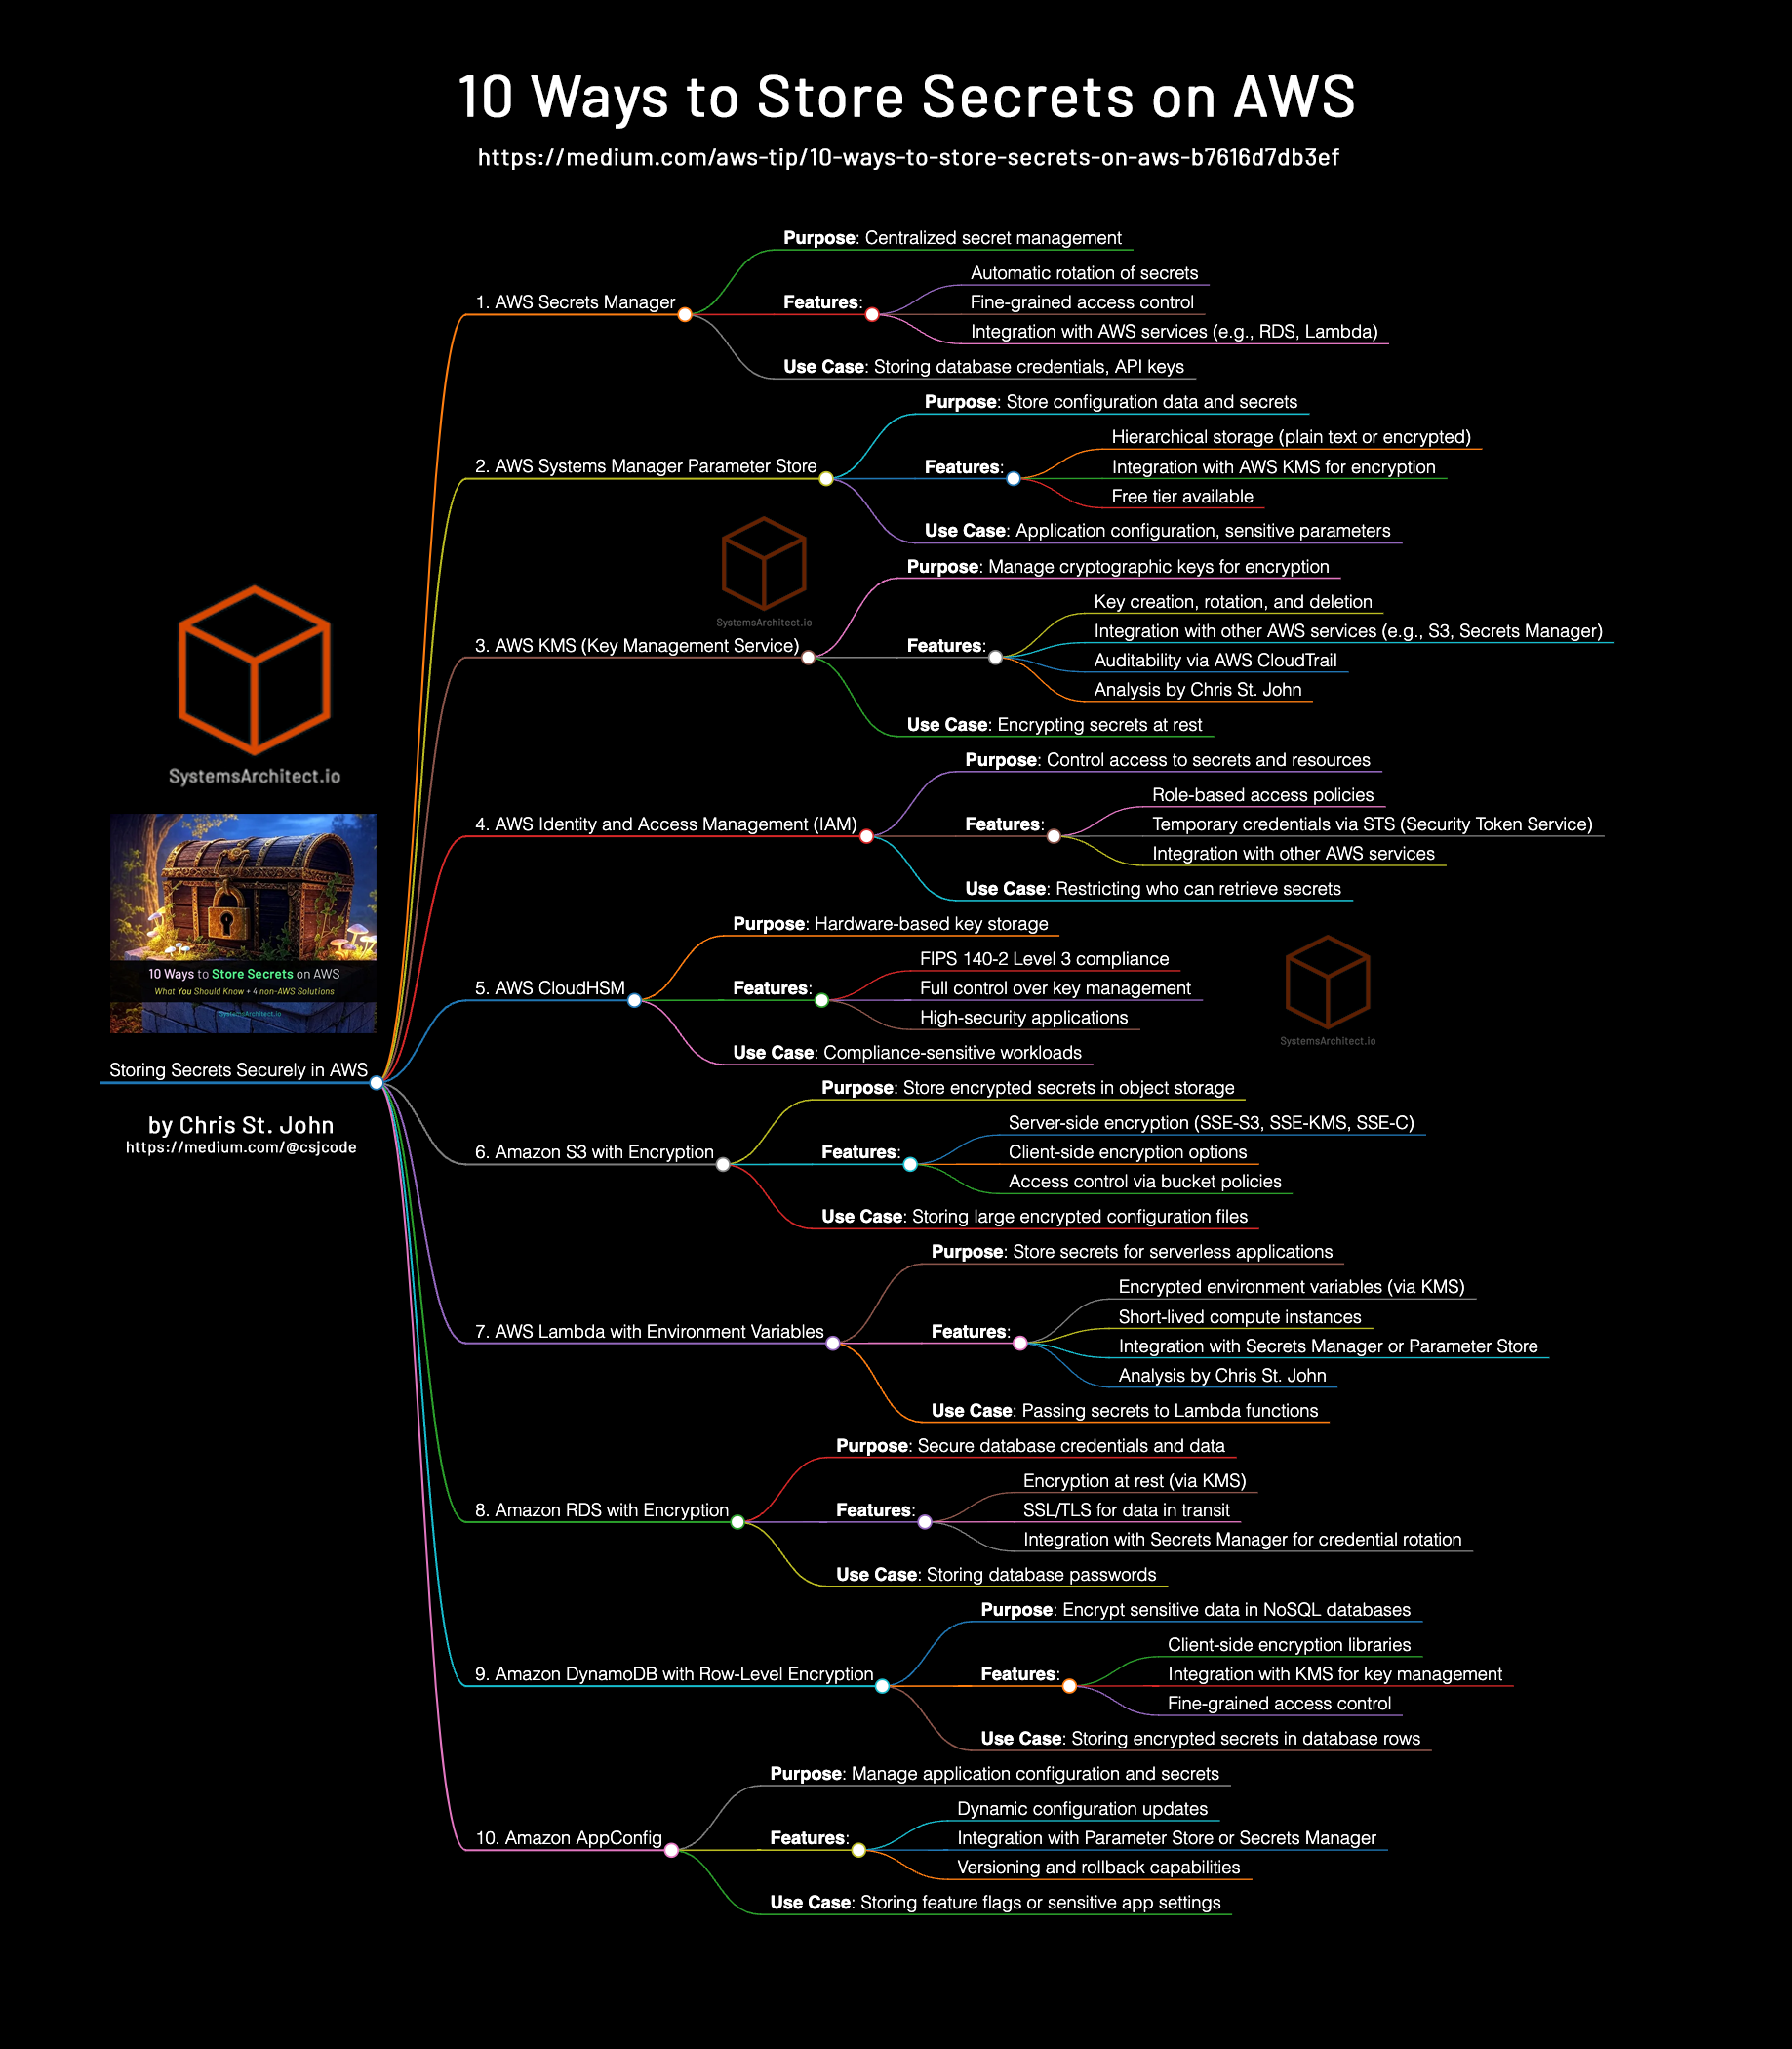 10 Ways to Store Secrets on AWS
https://medium.com/aws-tip/10-ways-to-store-secrets-on-aws-b7616d7db3ef
SystemsArchitect.io
10 Ways to Store Secrets on AWS
What You Should Know + 4 non-AWS Solutions
SystemsArchitect.io
Storing Secrets Securely in AWS
by Chris St. John
https://medium.com/@csjcode
1. AWS Secrets Manager
Purpose: Centralized secret management
Features:
Automatic rotation of secrets
Fine-grained access control
Integration with AWS services (e.g., RDS, Lambda)
Use Case: Storing database credentials, API keys
2. AWS Systems Manager Parameter Store
Purpose: Store configuration data and secrets
Features:
Hierarchical storage (plain text or encrypted)
Integration with AWS KMS for encryption
Free tier available
Use Case: Application configuration, sensitive parameters
SystemsArchitect.io
3. AWS KMS (Key Management Service)
Purpose: Manage cryptographic keys for encryption
Features:
Key creation, rotation, and deletion
Integration with other AWS services (e.g., S3, Secrets Manager)
Auditability via AWS CloudTrail
Analysis by Chris St. John
Use Case: Encrypting secrets at rest
4. AWS Identity and Access Management (IAM)
Purpose: Control access to secrets and resources
Features:
Role-based access policies
Temporary credentials via STS (Security Token Service)
Integration with other AWS services
Use Case: Restricting who can retrieve secrets
5. AWS CloudHSM
Purpose: Hardware-based key storage
Features:
FIPS 140-2 Level 3 compliance
Full control over key management
High-security applications
Use Case: Compliance-sensitive workloads
SystemsArchitect.io
6. Amazon S3 with Encryption
Purpose: Store encrypted secrets in object storage
Features:
Server-side encryption (SSE-S3, SSE-KMS, SSE-C)
Client-side encryption options
Access control via bucket policies
Use Case: Storing large encrypted configuration files
7. AWS Lambda with Environment Variables
Purpose: Store secrets for serverless applications
Features:
Encrypted environment variables (via KMS)
Short-lived compute instances
Integration with Secrets Manager or Parameter Store
Analysis by Chris St. John
Use Case: Passing secrets to Lambda functions
8. Amazon RDS with Encryption
Purpose: Secure database credentials and data
Features:
Encryption at rest (via KMS)
SSL/TLS for data in transit
Integration with Secrets Manager for credential rotation
Use Case: Storing database passwords
9. Amazon DynamoDB with Row-Level Encryption
Purpose: Encrypt sensitive data in NoSQL databases
Features:
Client-side encryption libraries
Integration with KMS for key management
Fine-grained access control
Use Case: Storing encrypted secrets in database rows
10. Amazon AppConfig
Purpose: Manage application configuration and secrets
Features:
Dynamic configuration updates
Integration with Parameter Store or Secrets Manager
Versioning and rollback capabilities
Use Case: Storing feature flags or sensitive app settings